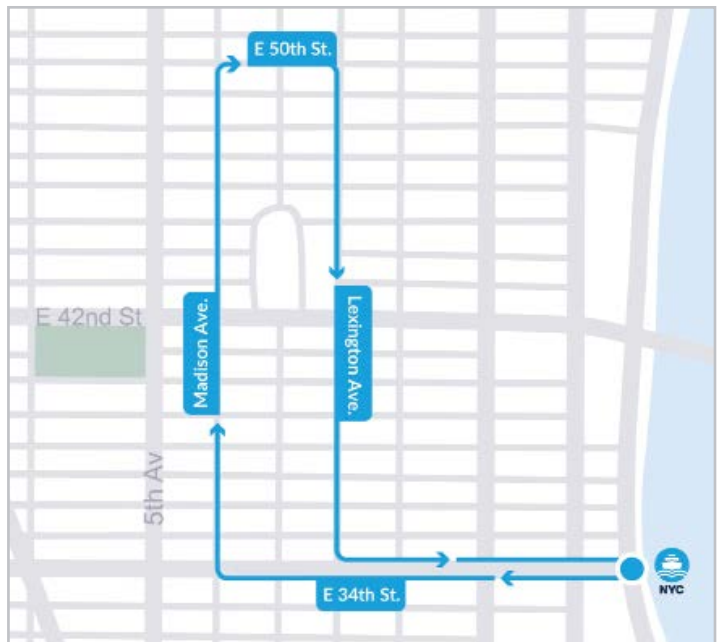 E 50th St.
Madison Ave.
Lexington Ave.
E 42nd St
5th Av
E 34th St.
NYC